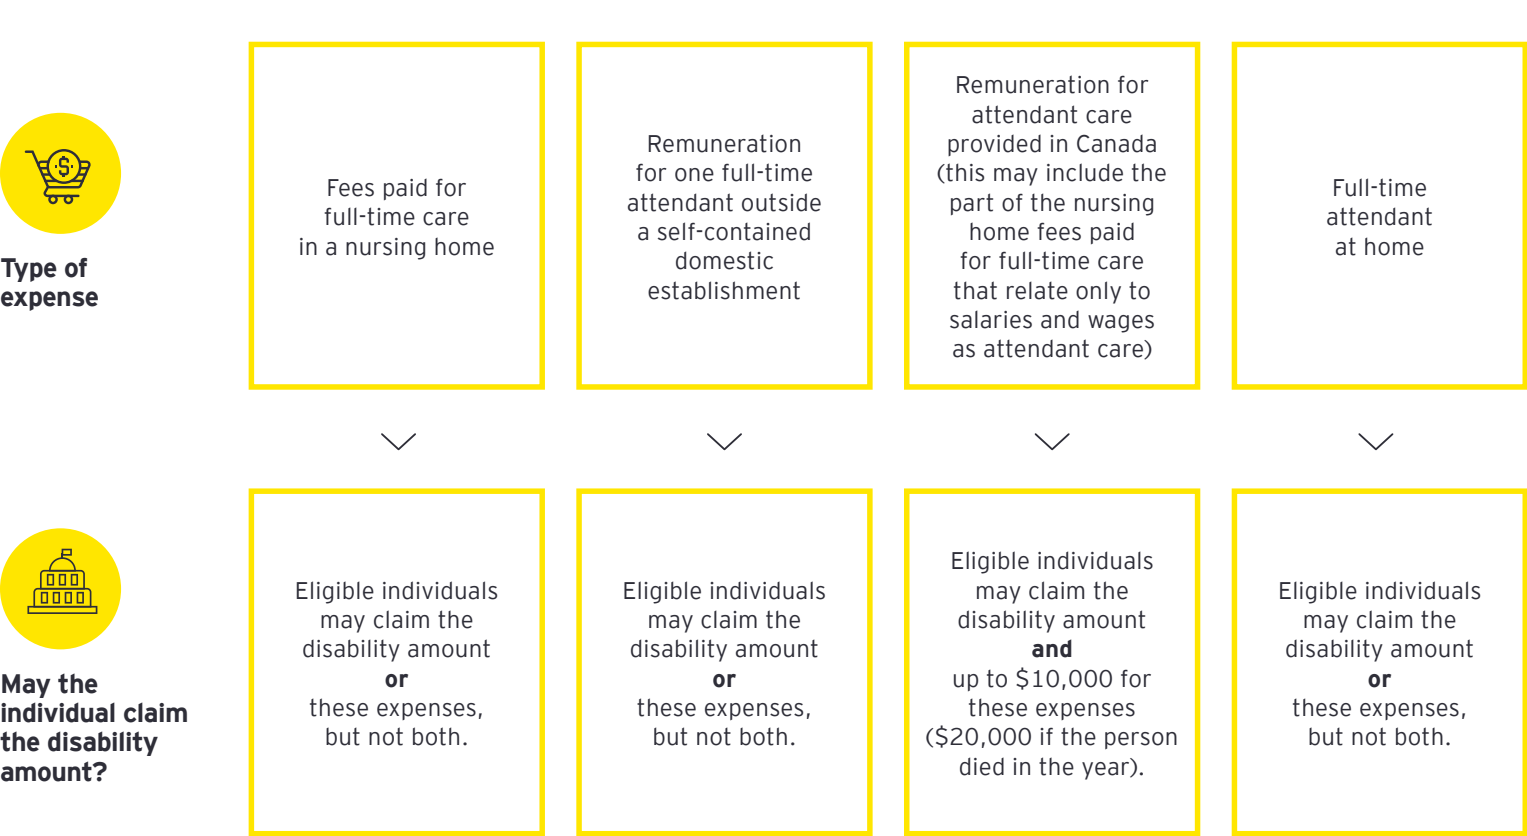 Type of
expense
Fees paid for
full-time care
in a nursing home
Remuneration
for one full-time
attendant outside
a self-contained
domestic
establishment
Remuneration for
attendant care
provided in Canada
(this may include the
part of the nursing
home fees paid
for full-time care
that relate only to
salaries and wages
as attendant care)
Full-time
attendant
at home
May the
individual claim
the disability
amount?
Eligible individuals
may claim the
disability amount
or
these expenses,
but not both.
Eligible individuals
may claim the
disability amount
or
these expenses,
but not both.
Eligible individuals
may claim the
disability amount
and
up to $10,000 for
these expenses
($20,000 if the person
died in the year).
Eligible individuals
may claim the
disability amount
or
these expenses,
but not both.